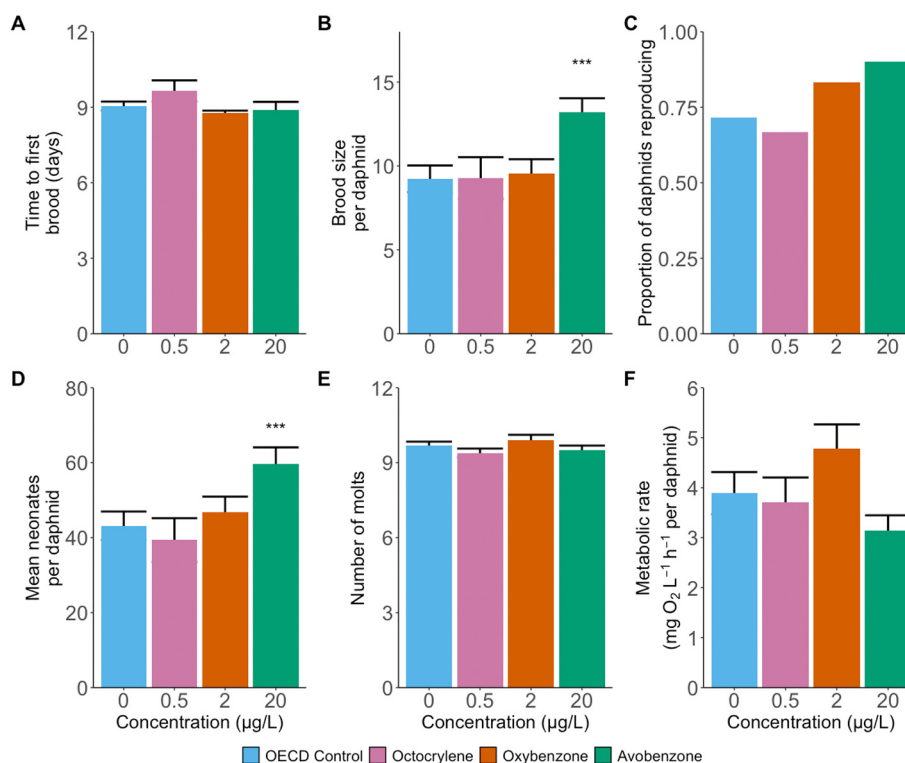 A
Time to first
brood (days)
12
9
6
3
0
0 0.5 2 20
B
Brood size
per daphnid
15
10
5
0
***
0 0.5 2 20
C
Proportion of daphnids reproducing
1.00
0.75
0.50
0.25
0.00
0 0.5 2 20
D
Mean neonates
per daphnid
80
60
40
20
0
***
0 0.5 2 20
Concentration (µg/L)
E
Number of molts
12
9
6
3
0
0 0.5 2 20
Concentration (µg/L)
F
Metabolic rate
(mg O₂ L⁻¹ h⁻¹ per daphnid)
6
5
4
3
2
1
0
0 0.5 2 20
Concentration (µg/L)
OECD Control Octocrylene Oxybenzone Avobenzone